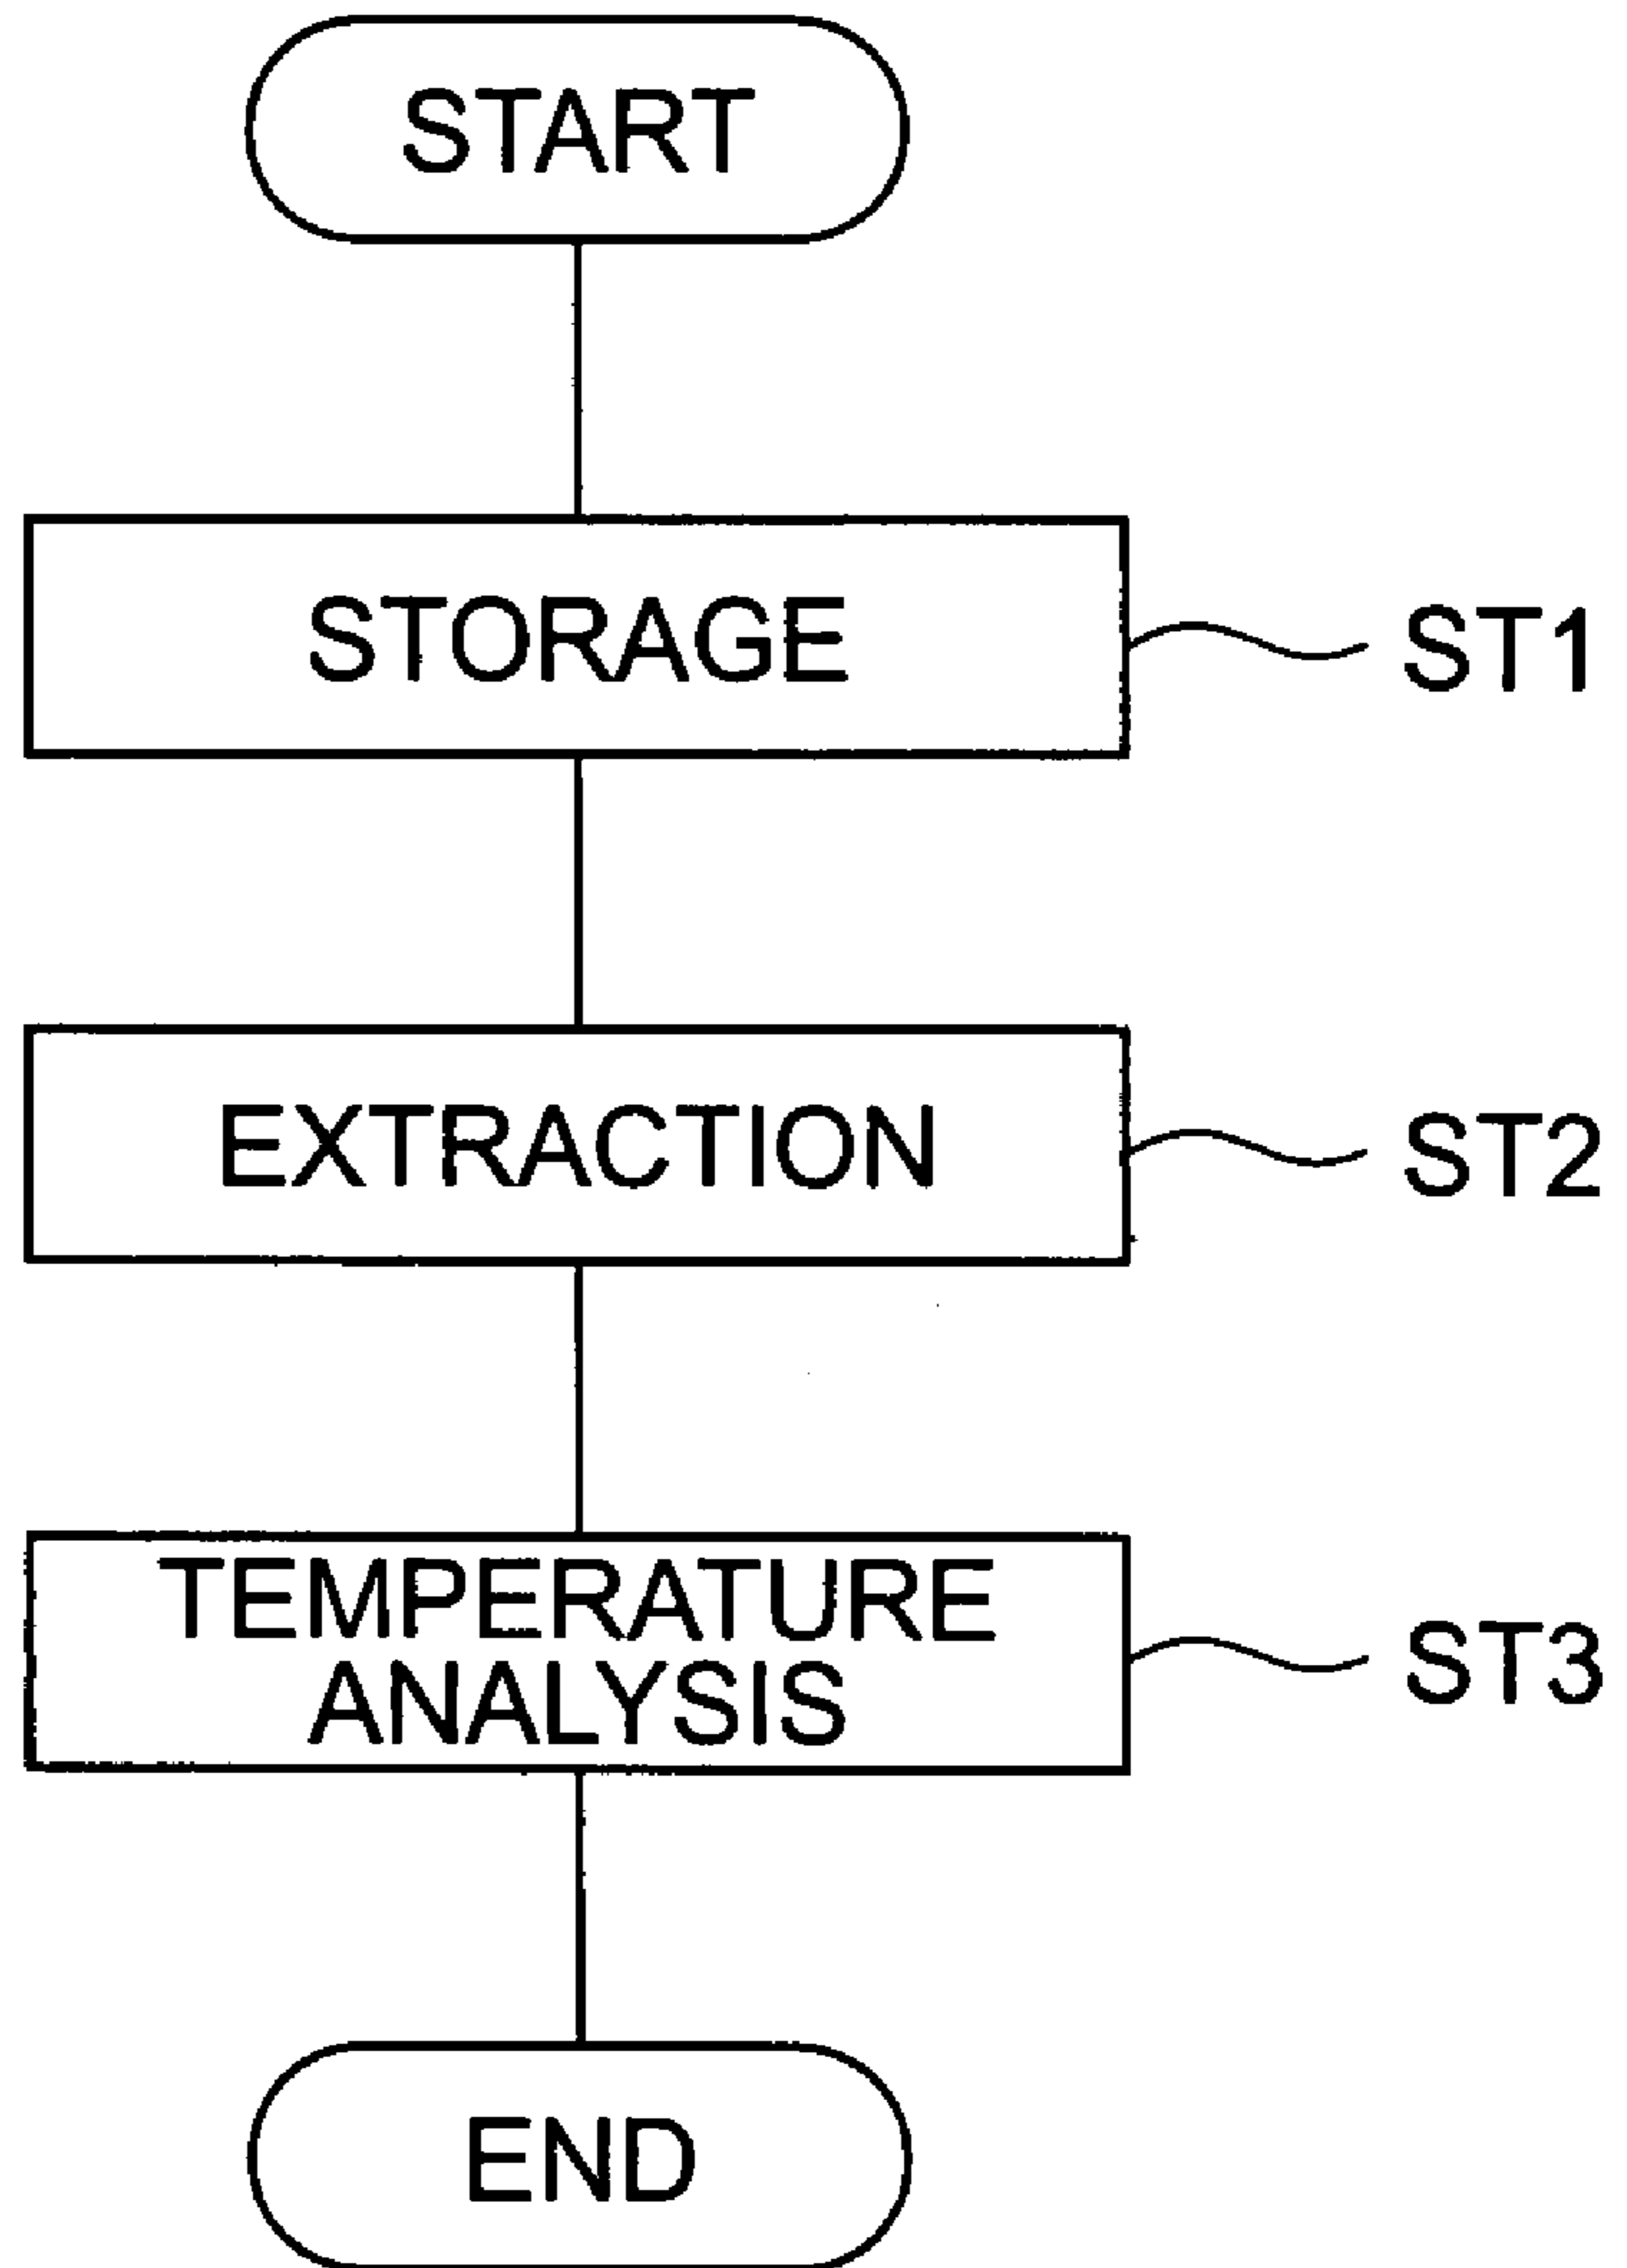 START
STORAGE
ST1
EXTRACTION
ST2
TEMPERATURE
ANALYSIS
ST3
END